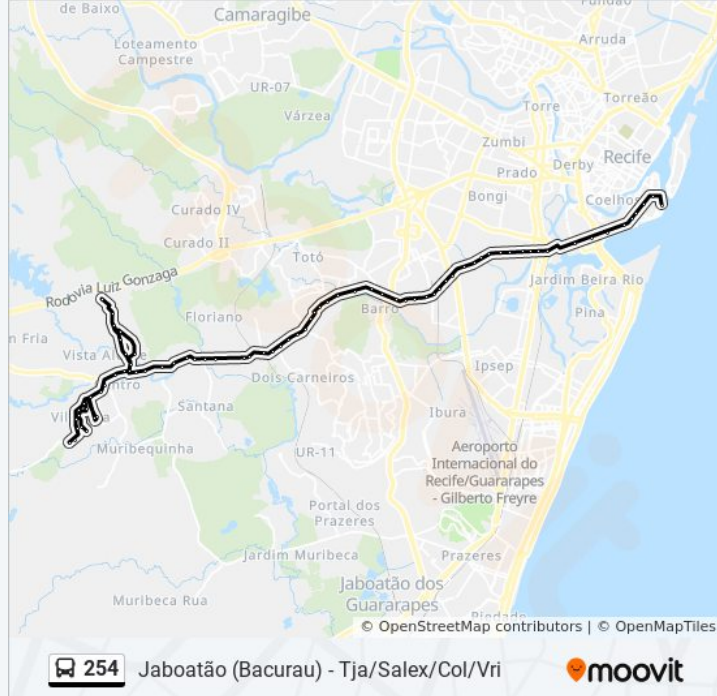 de Baixo
Camaragibe
Fundão
Loteamento
Campestre
Arruda
UR-07
Torre
Torreão
Várzea
Zumbi
Recife
Derby
Prado
Curado IV
Bongi
Coelhos
Curado II
Totó
Rodovia Luiz Gonzaga
Jardim Beira Rio
Floriano
Barro
Pina
n Fria
Vista Al
Dois Carneiros
Ipsep
Santana
Ibura
Muribequinha
UR-11
Aeroporto
Internacional do
Recife/Guararapes
- Gilberto Freyre
Portal dos
Prazeres
Jardim Muribeca
Prazeres
Muribeca Rua
Jaboatão dos
Guararapes
Piedade
© OpenStreetMap contributors | © OpenMapTiles
254 Jaboatão (Bacurau) - Tja/Salex/Col/Vri
moovit